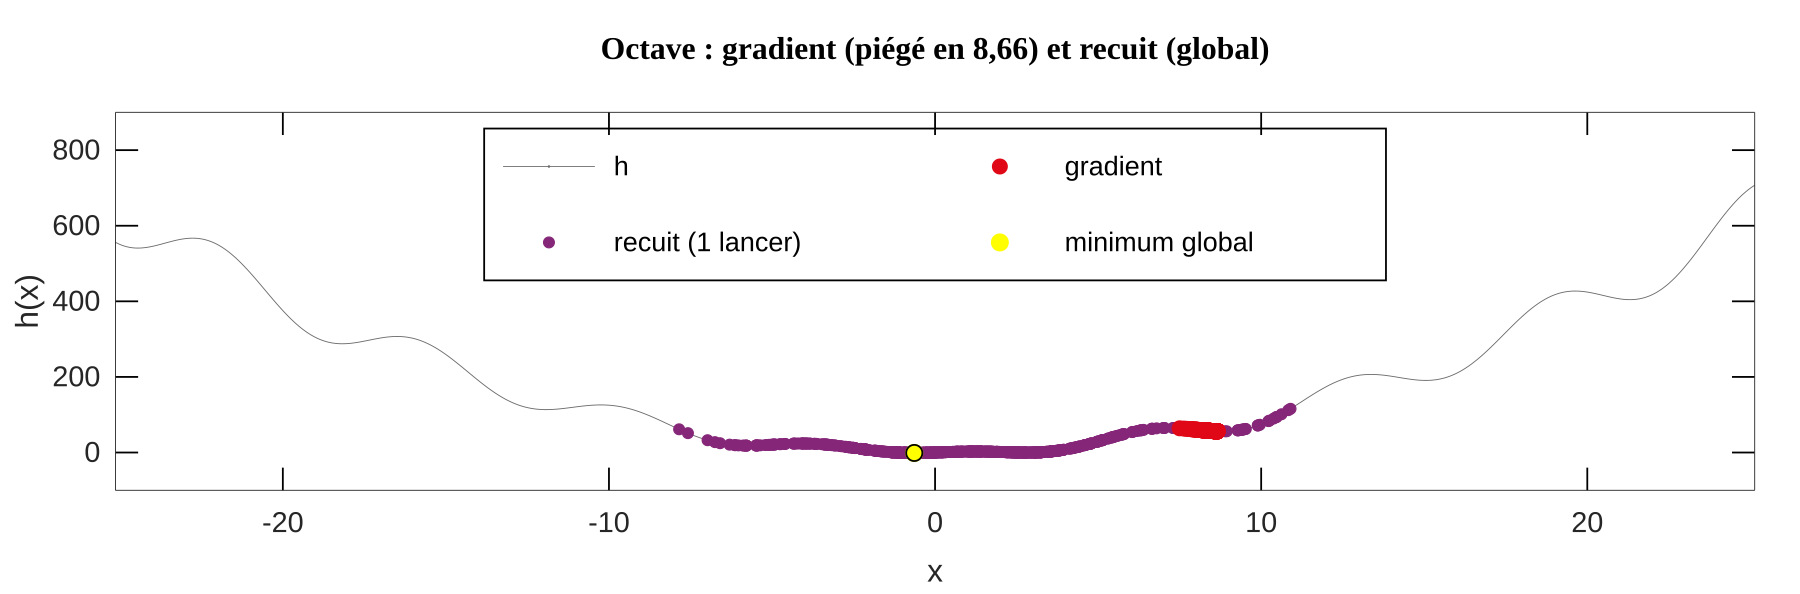 Octave : gradient (piégé en 8,66) et recuit (global)
h
gradient
recuit (1 lancer)
minimum global
800
600
400
200
0
h(x)
-20
-10
0
10
20
x